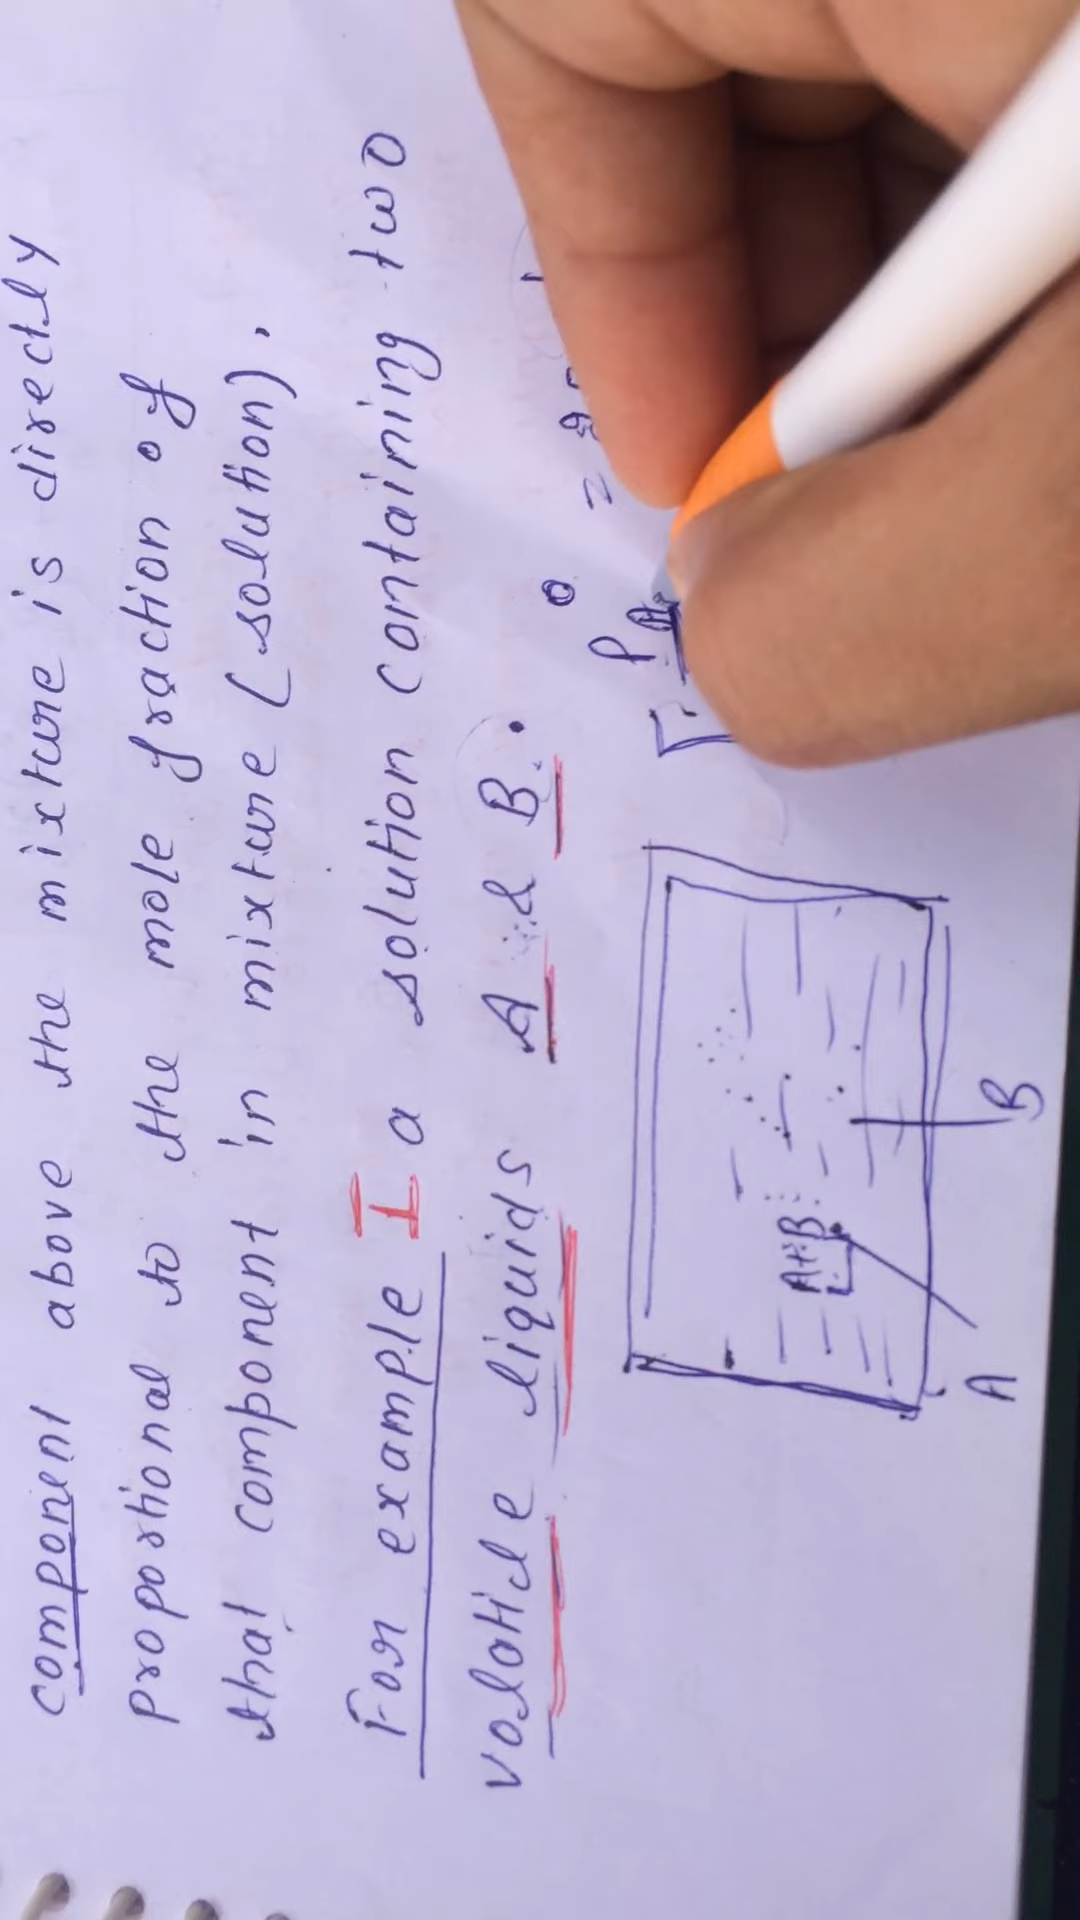 component above the mixture is directly
proportional to the mole fraction of
that component in mixture (solution).
For example I a solution containing two
volatile liquids A & B.
P A °
=
A+B
A
B